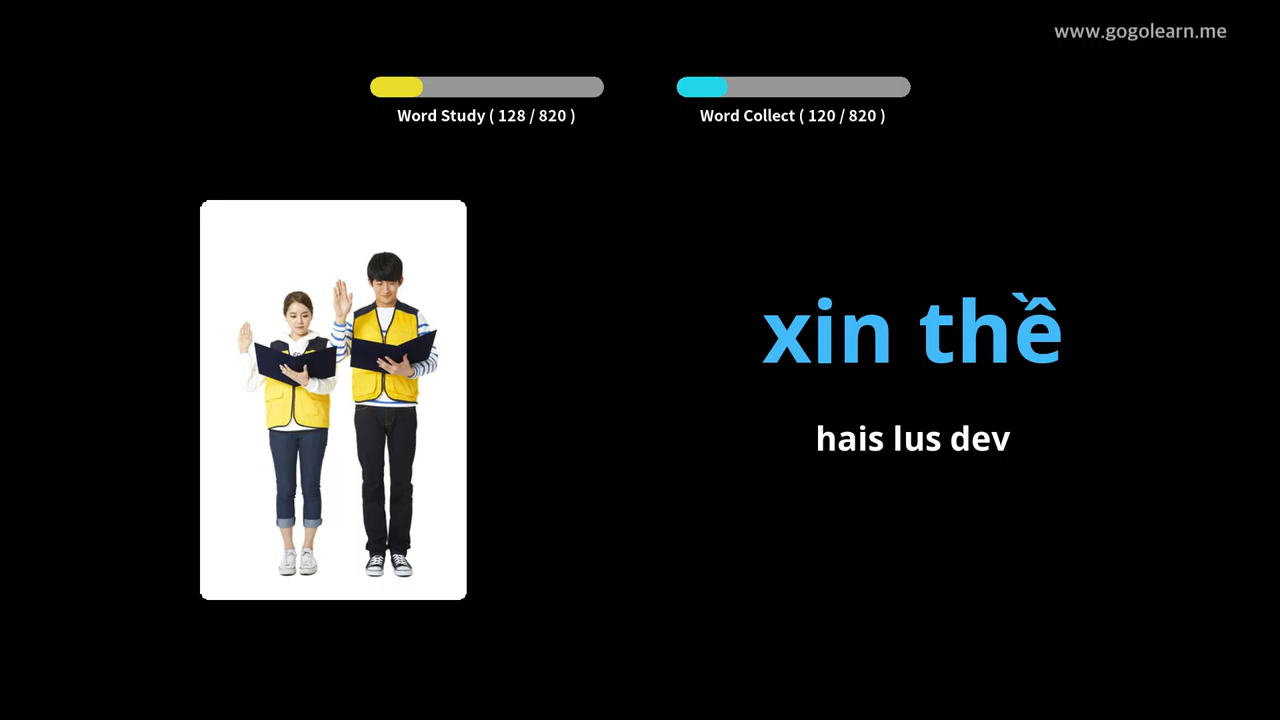 www.gogolearn.me
Word Study ( 128 / 820 )
Word Collect ( 120 / 820 )
xin thề
hais lus dev